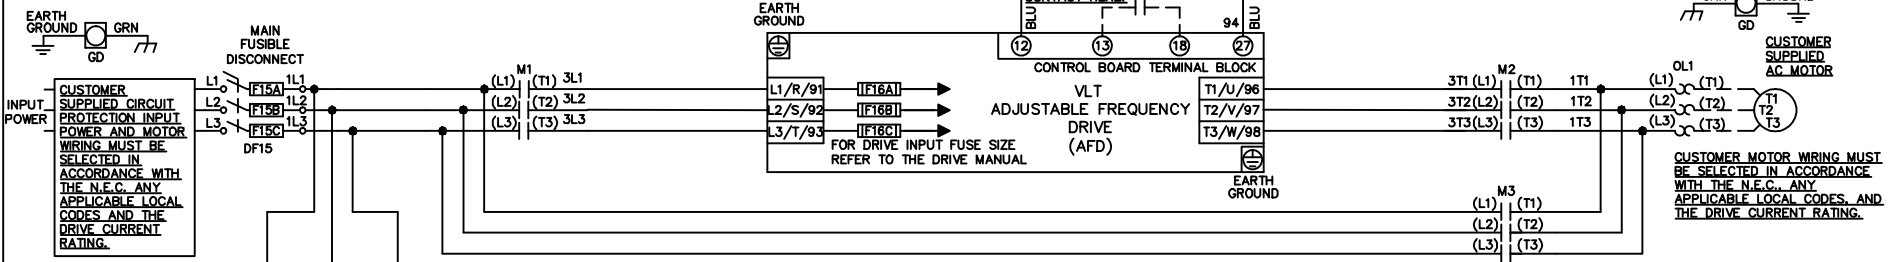 EARTH
GROUND
GRN
GD
MAIN
FUSIBLE
DISCONNECT
INPUT
POWER
CUSTOMER
SUPPLIED CIRCUIT
PROTECTION INPUT
POWER AND MOTOR
WIRING MUST BE
SELECTED IN
ACCORDANCE WITH
THE N.E.C. ANY
APPLICABLE LOCAL
CODES AND THE
DRIVE CURRENT
RATING.
L1 F15A 1L1
L2 F15B 1L2
L3 F15C 1L3
DF15
M1
(L1) (T1) 3L1
(L2) (T2) 3L2
(L3) (T3) 3L3
EARTH
GROUND
BLU
94 BLU
12 13 18 27
CONTROL BOARD TERMINAL BLOCK
L1/R/91 F16A
L2/S/92 F16B
L3/T/93 F16C
FOR DRIVE INPUT FUSE SIZE
REFER TO THE DRIVE MANUAL
VLT
ADJUSTABLE FREQUENCY
DRIVE
(AFD)
T1/U/96
T2/V/97
T3/W/98
EARTH
GROUND
M2
3T1 (L1) (T1) 1T1
3T2(L2) (T2) 1T2
3T3(L3) (T3) 1T3
M3
(L1) (T1)
(L2) (T2)
(L3) (T3)
GD
CUSTOMER
SUPPLIED
AC MOTOR
OL1
(L1) (T1)
(L2) (T2)
(L3) (T3)
T1
T2
T3
CUSTOMER MOTOR WIRING MUST
BE SELECTED IN ACCORDANCE
WITH THE N.E.C., ANY
APPLICABLE LOCAL CODES, AND
THE DRIVE CURRENT RATING.